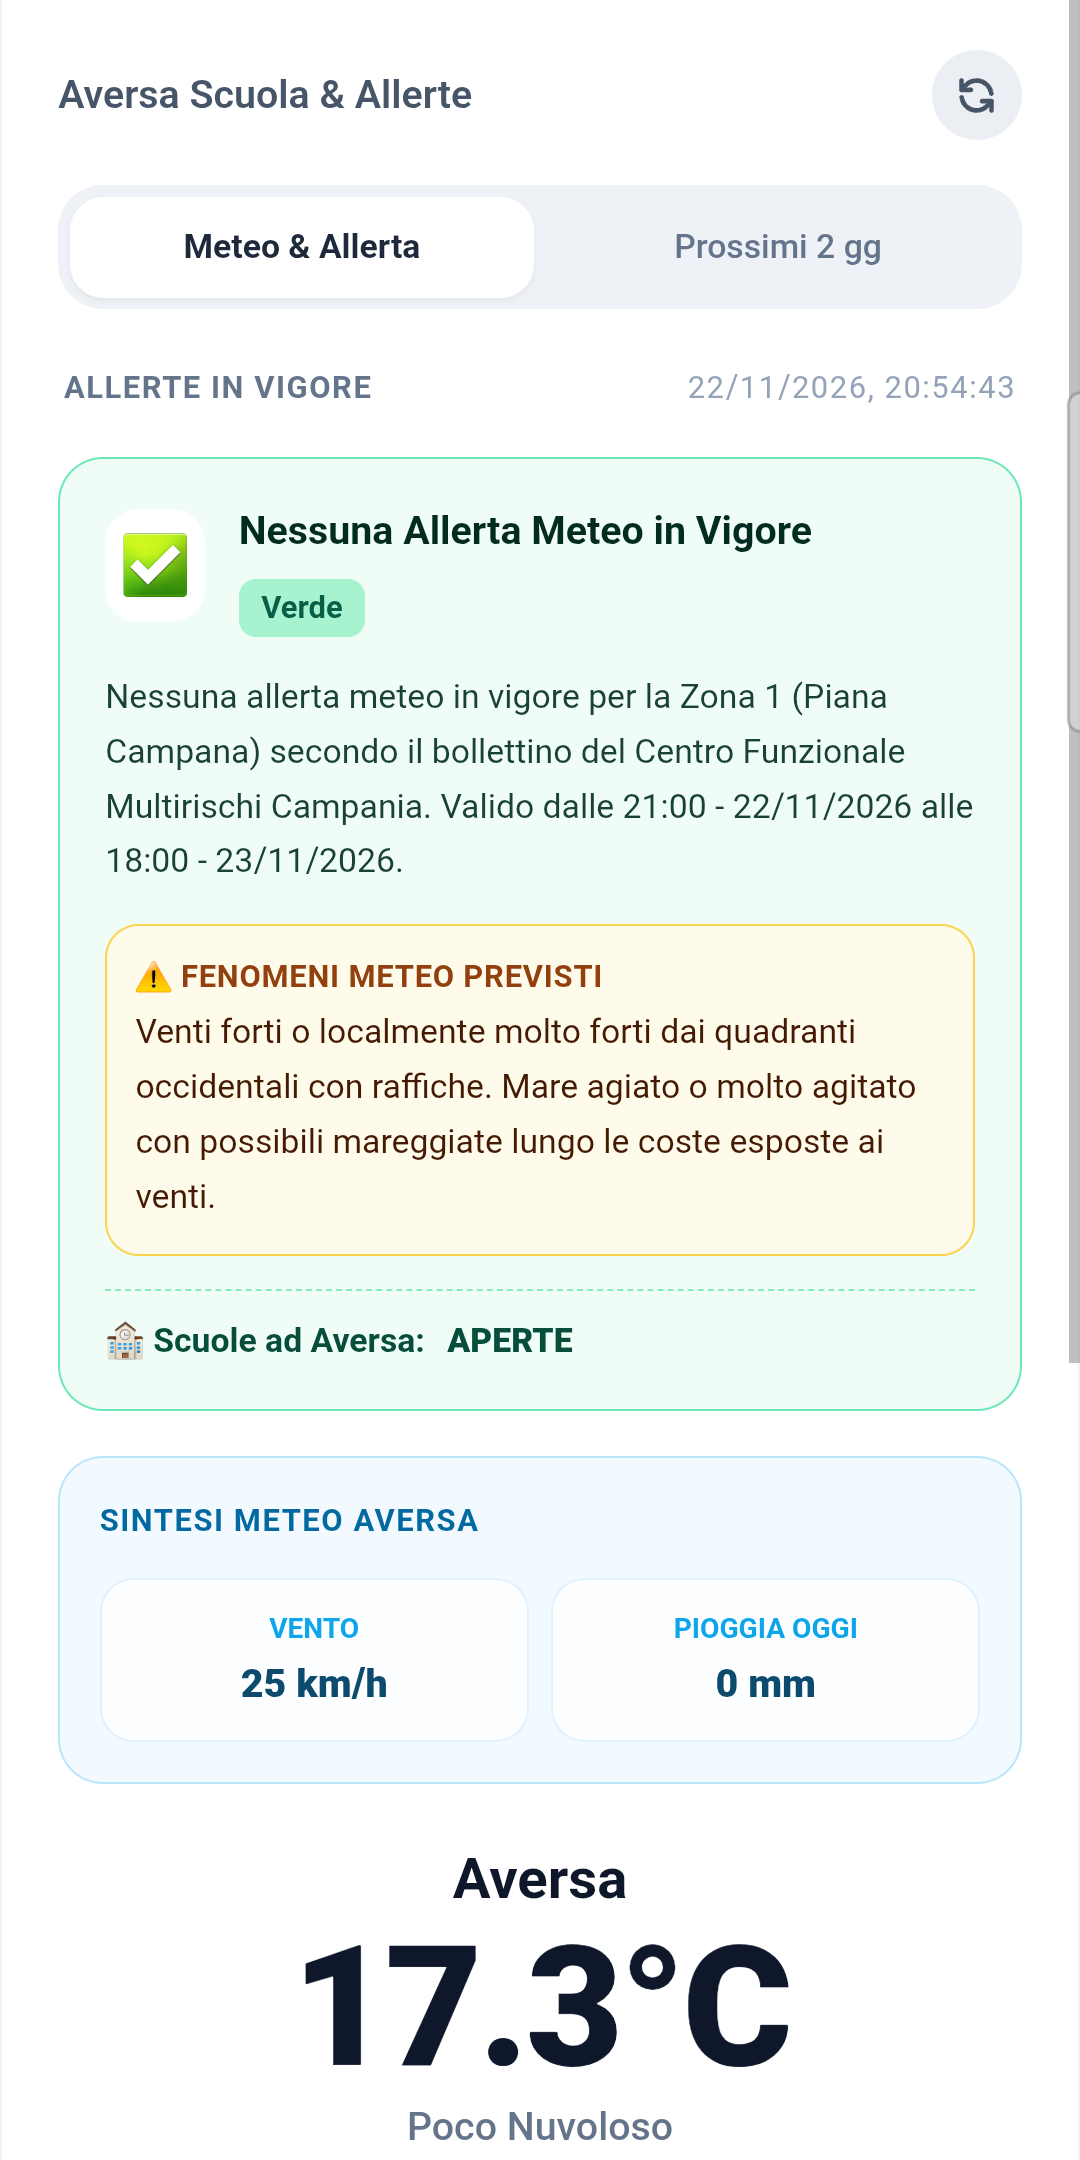 Aversa Scuola & Allerte
Meteo & Allerta
Prossimi 2 gg
ALLERTE IN VIGORE
22/11/2026, 20:54:43
Nessuna Allerta Meteo in Vigore
Verde
Nessuna allerta meteo in vigore per la Zona 1 (Piana
Campana) secondo il bollettino del Centro Funzionale
Multirischi Campania. Valido dalle 21:00 - 22/11/2026 alle
18:00 - 23/11/2026.
⚠️ FENOMENI METEO PREVISTI
Venti forti o localmente molto forti dai quadranti
occidentali con raffiche. Mare agiato o molto agitato
con possibili mareggiate lungo le coste esposte ai
venti.
🏫 Scuole ad Aversa: APERTE
SINTESI METEO AVERSA
VENTO
25 km/h
PIOGGIA OGGI
0 mm
Aversa
17.3°C
Poco Nuvoloso